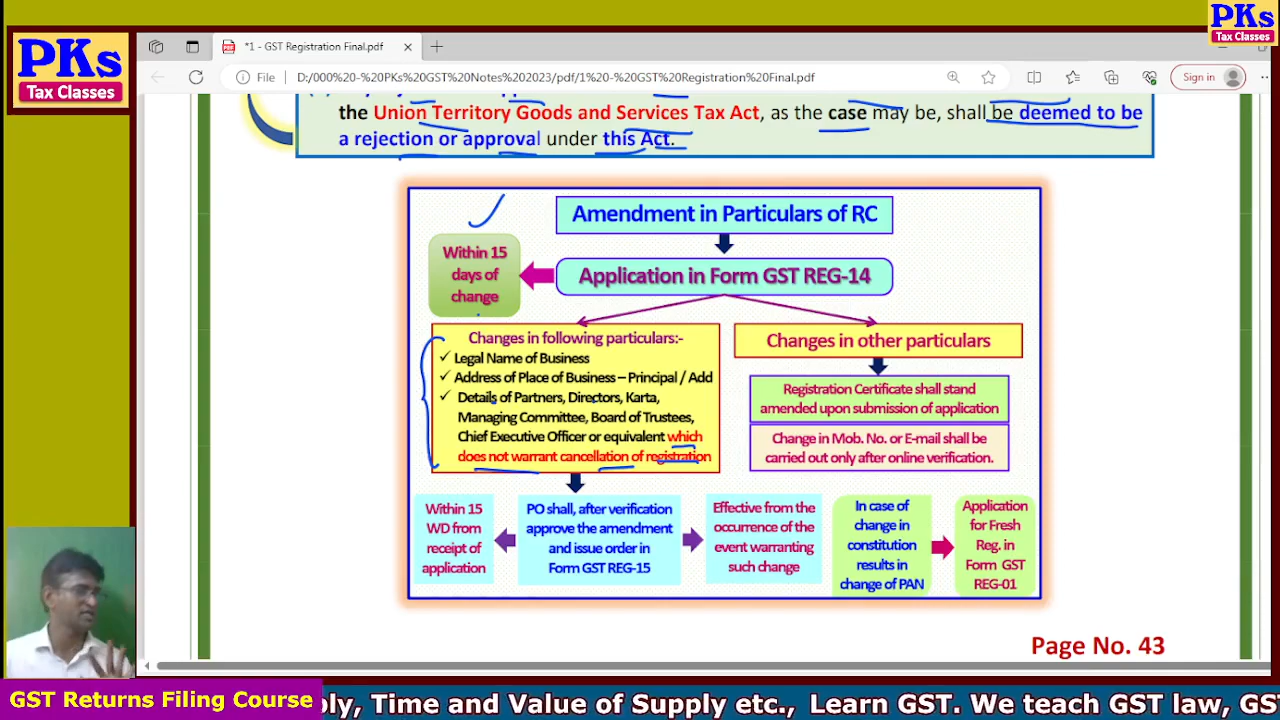 PKs
Tax Classes
PKs
Tax Classes
*1 - GST Registration Final.pdf
File
D:/000%20-%20PKs%20GST%20Notes%202023/pdf/1%20-%20GST%20Registration%20Final.pdf
Sign in
the Union Territory Goods and Services Tax Act, as the case may be, shall be deemed to be
a rejection or approval under this Act.
Amendment in Particulars of RC
Within 15
days of
change
Application in Form GST REG-14
Changes in following particulars:-
✓ Legal Name of Business
✓ Address of Place of Business – Principal / Add
✓ Details of Partners, Directors, Karta,
Managing Committee, Board of Trustees,
Chief Executive Officer or equivalent which
does not warrant cancellation of registration
Changes in other particulars
Registration Certificate shall stand
amended upon submission of application
Change in Mob. No. or E-mail shall be
carried out only after online verification.
Within 15
WD from
receipt of
application
PO shall, after verification
approve the amendment
and issue order in
Form GST REG-15
Effective from the
occurrence of the
event warranting
such change
In case of
change in
constitution
results in
change of PAN
Application
for Fresh
Reg. in
Form GST
REG-01
Page No. 43
GST Returns Filing Course
ply, Time and Value of Supply etc., Learn GST. We teach GST law, GS